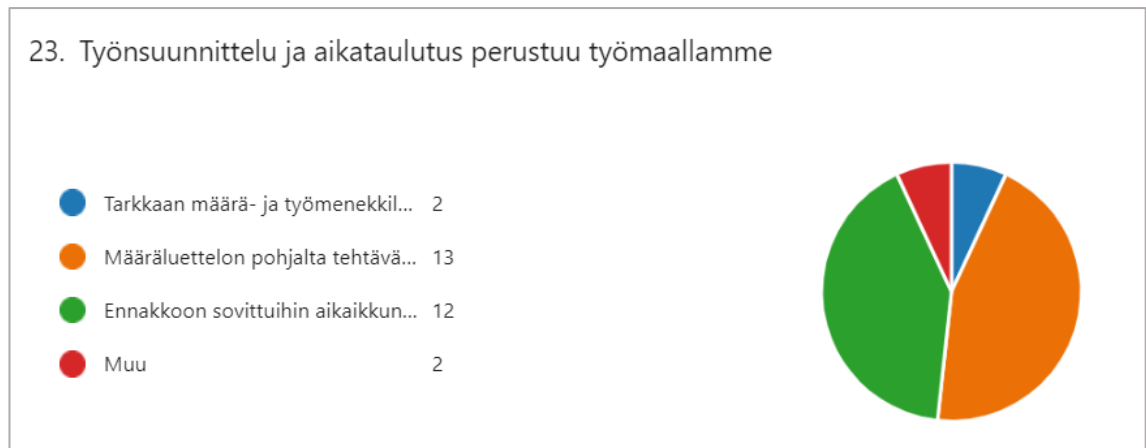 23. Työnsuunnittelu ja aikataulutus perustuu työmaallamme
Tarkkaan määrä- ja työmenekkil... 2
Määräluettelon pohjalta tehtävä... 13
Ennakkoon sovittuihin aikaikkun... 12
Muu 2